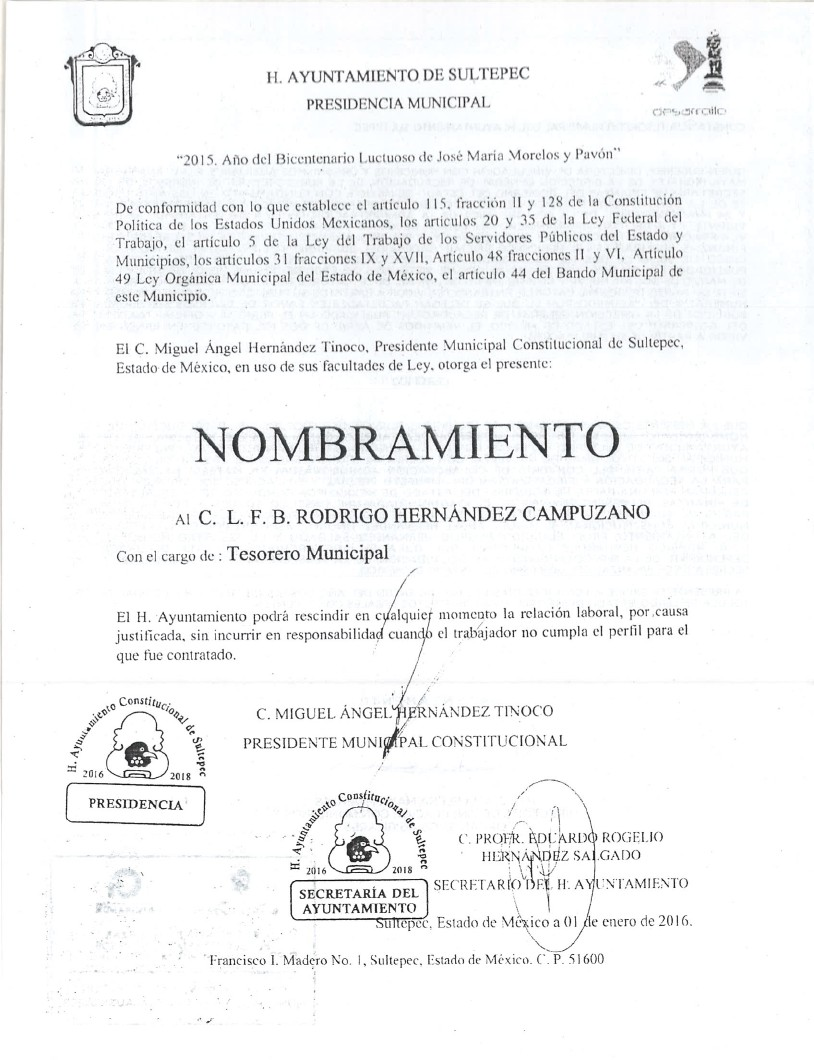 H. AYUNTAMIENTO DE SULTEPEC
PRESIDENCIA MUNICIPAL
desarrollo
"2015. Año del Bicentenario Luctuoso de José Maria Morelos y Pavón"
De conformidad con lo que establece el artículo 115, fracción II y 128 de la Constitución
Política de los Estados Unidos Mexicanos, los articulos 20 y 35 de la Ley Federal del
Trabajo, el artículo 5 de la Ley del Trabajo de los Servidores Públicos del Estado y
Municipios, los artículos 31 fracciones IX y XVII, Artículo 48 fracciones II y VI, Artículo
49 Ley Orgánica Municipal del Estado de México, el artículo 44 del Bando Municipal de
este Municipio.
El C. Miguel Ángel Hernández Tinoco, Presidente Municipal Constitucional de Sultepec,
Estado de México, en uso de sus facultades de Ley, otorga el presente:
NOMBRAMIENTO
Al C. L. F. B. RODRIGO HERNÁNDEZ CAMPUZANO
Con el cargo de : Tesorero Municipal
El H. Ayuntamiento podrá rescindir en cualquier momento la relación laboral, por causa
justificada, sin incurrir en responsabilidad cuando el trabajador no cumpla el perfil para el
que fue contratado.
C. MIGUEL ÁNGEL HERNÁNDEZ TINOCO
PRESIDENTE MUNICIPAL CONSTITUCIONAL
H. Ayuntamiento Constitucional de Sultepec
2016 2018
PRESIDENCIA
H. Ayuntamiento Constitucional de Sultepec
2016 2018
SECRETARÍA DEL
AYUNTAMIENTO
C. PROFR. EDUARDO ROGELIO
HERNÁNDEZ SALGADO
SECRETARIO DEL H. AYUNTAMIENTO
Sultepec, Estado de México a 01 de enero de 2016.
Francisco I. Madero No. 1, Sultepec, Estado de México. C. P. 51600